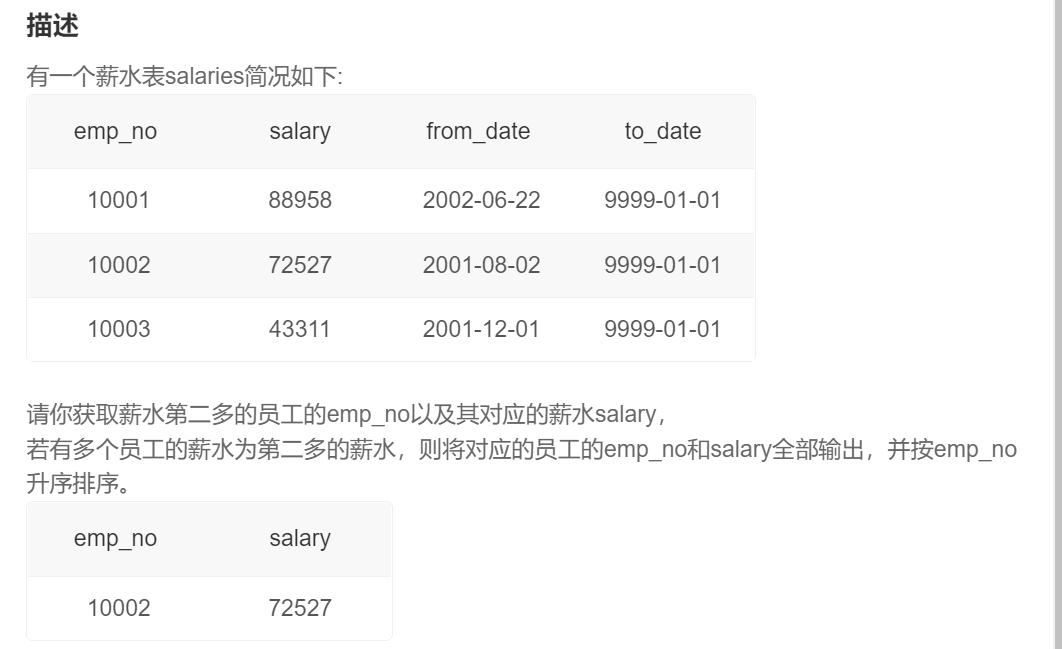 描述
有一个薪水表salaries简况如下:
emp_no salary from_date to_date
10001 88958 2002-06-22 9999-01-01
10002 72527 2001-08-02 9999-01-01
10003 43311 2001-12-01 9999-01-01
请你获取薪水第二多的员工的emp_no以及其对应的薪水salary，
若有多个员工的薪水为第二多的薪水，则将对应的员工的emp_no和salary全部输出，并按emp_no
升序排序。
emp_no salary
10002 72527